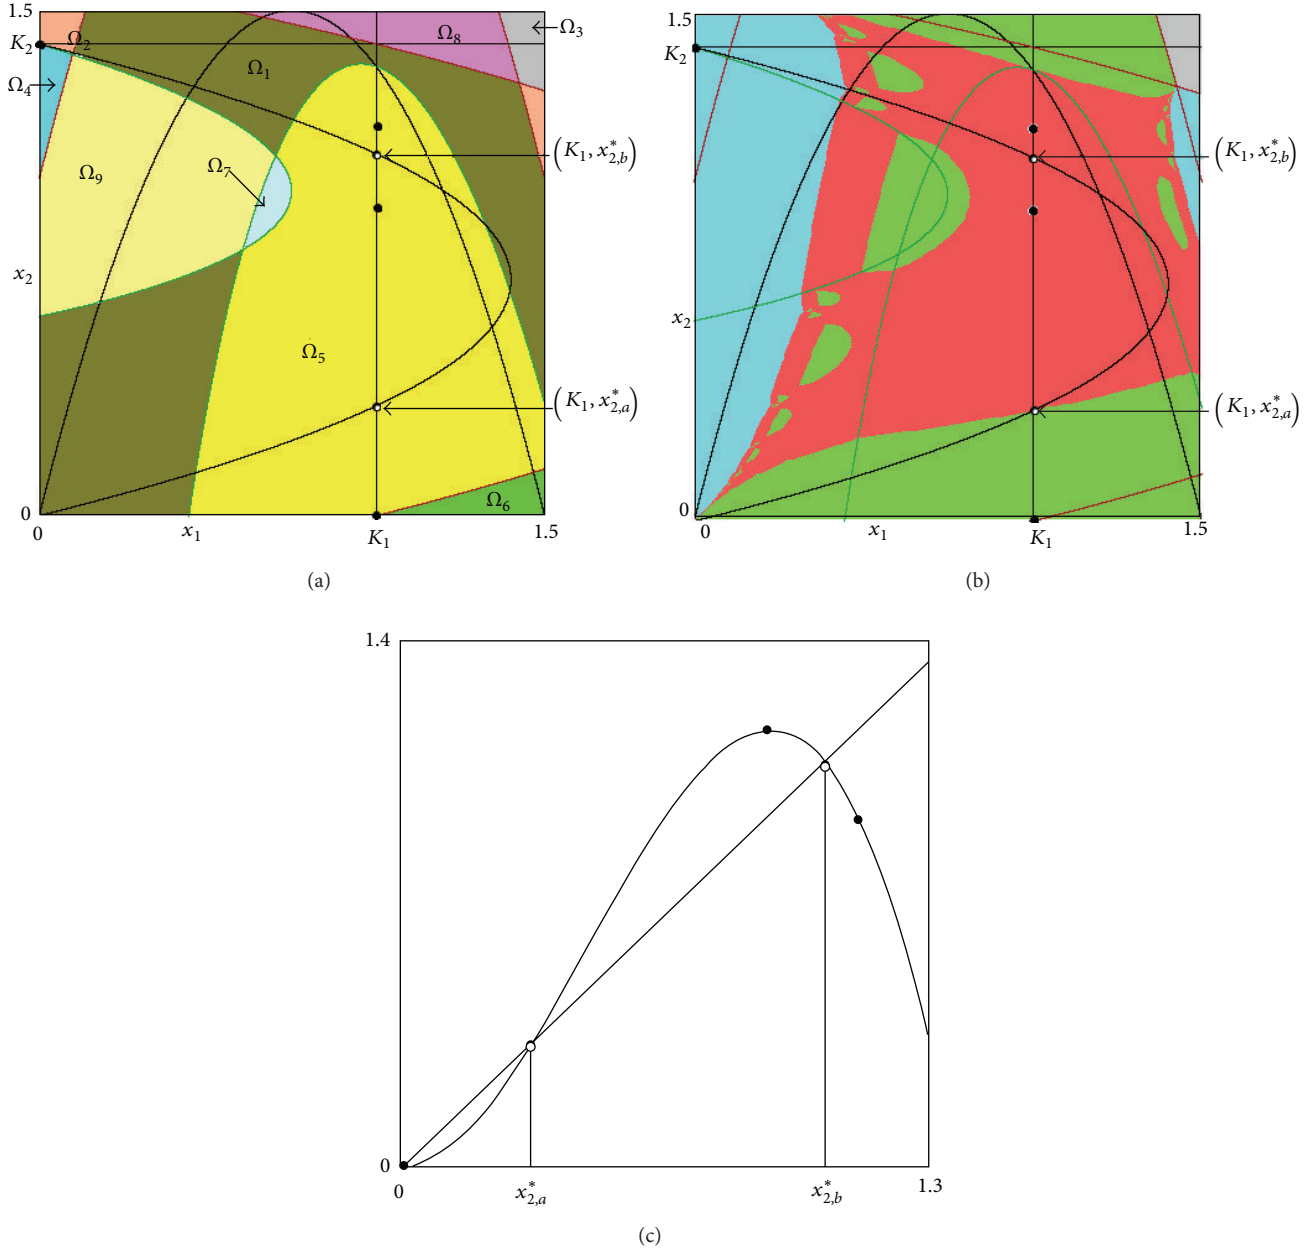 1.5
K₂
Ω₂
Ω₄
Ω₁
Ω₈
Ω₃
Ω₉
Ω₇
(K₁, x*₂,b)
x₂
Ω₅
(K₁, x*₂,a)
Ω₆
0
0
x₁
K₁
1.5
(a)
1.5
K₂
(K₁, x*₂,b)
x₂
(K₁, x*₂,a)
0
0
x₁
K₁
1.5
(b)
1.4
0
0
x*₂,a
x*₂,b
1.3
(c)